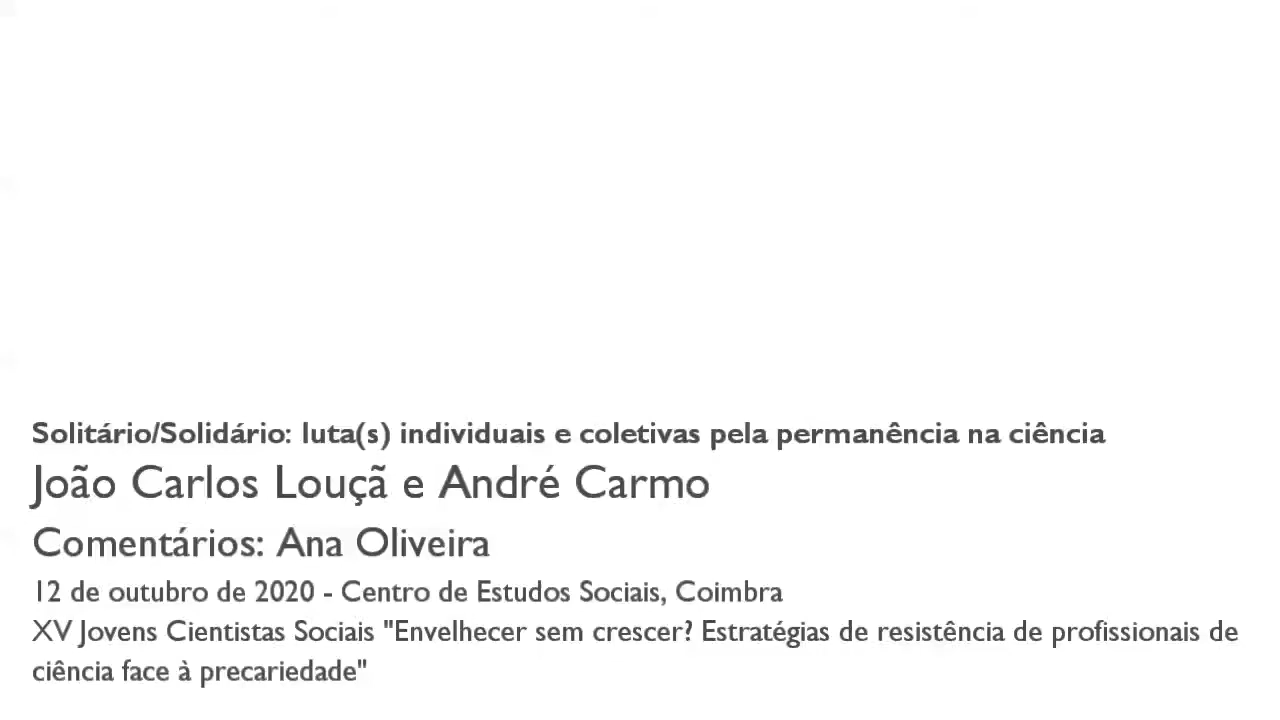 Solitário/Solidário: luta(s) individuais e coletivas pela permanência na ciência
João Carlos Louçã e André Carmo
Comentários: Ana Oliveira
12 de outubro de 2020 - Centro de Estudos Sociais, Coimbra
XV Jovens Cientistas Sociais "Envelhecer sem crescer? Estratégias de resistência de profissionais de
ciência face à precariedade"